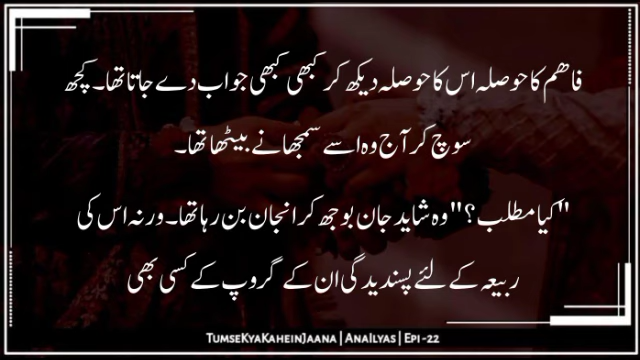 فاهم کا حوصلہ اس کا حوصلہ دیکھ کر کبھی کبھی جواب دے جاتا تھا۔ کچھ
سوچ کر آج وہ اسے سمجھانے بیٹھا تھا۔
"کیا مطلب؟" وہ شاید جان بوجھ کر انجان بن رہا تھا۔ ورنہ اس کی
ربیعہ کے لئے پسندیدگی ان کے گروپ کے کسی بھی
TumseKyaKaheinJaana | AnaIlyas | Epi -22